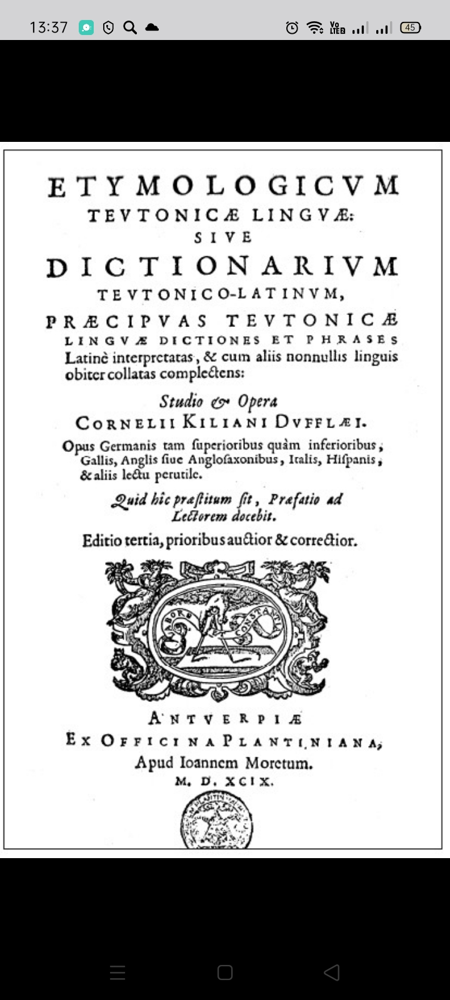 13:37
Vo LTE2
45
ETYMOLOGICVM
TEVTONICÆ LINGVÆ:
SIVE
DICTIONARIVM
TEVTONICO-LATINVM,
PRÆCIPVAS TEVTONICÆ
LINGVÆ DICTIONES ET PHRASES
Latinè interpretatas, & cum aliis nonnullis linguis
obiter collatas complectens:
Studio & Opera
CORNELII KILIANI DVFFLÆI.
Opus Germanis tam ſuperioribus quàm inferioribus,
Gallis, Anglis ſiue Angloſaxonibus, Italis, Hiſpanis,
& aliis lectu perutile.
Quid hîc præſtitum ſit, Præfatio ad
Lectorem docebit.
Editio tertia, prioribus auctior & correctior.
LABORE CONSTANTIA
ANTVERPIÆ
EX OFFICINA PLANTINIANA,
Apud Ioannem Moretum.
M. D. XCIX.